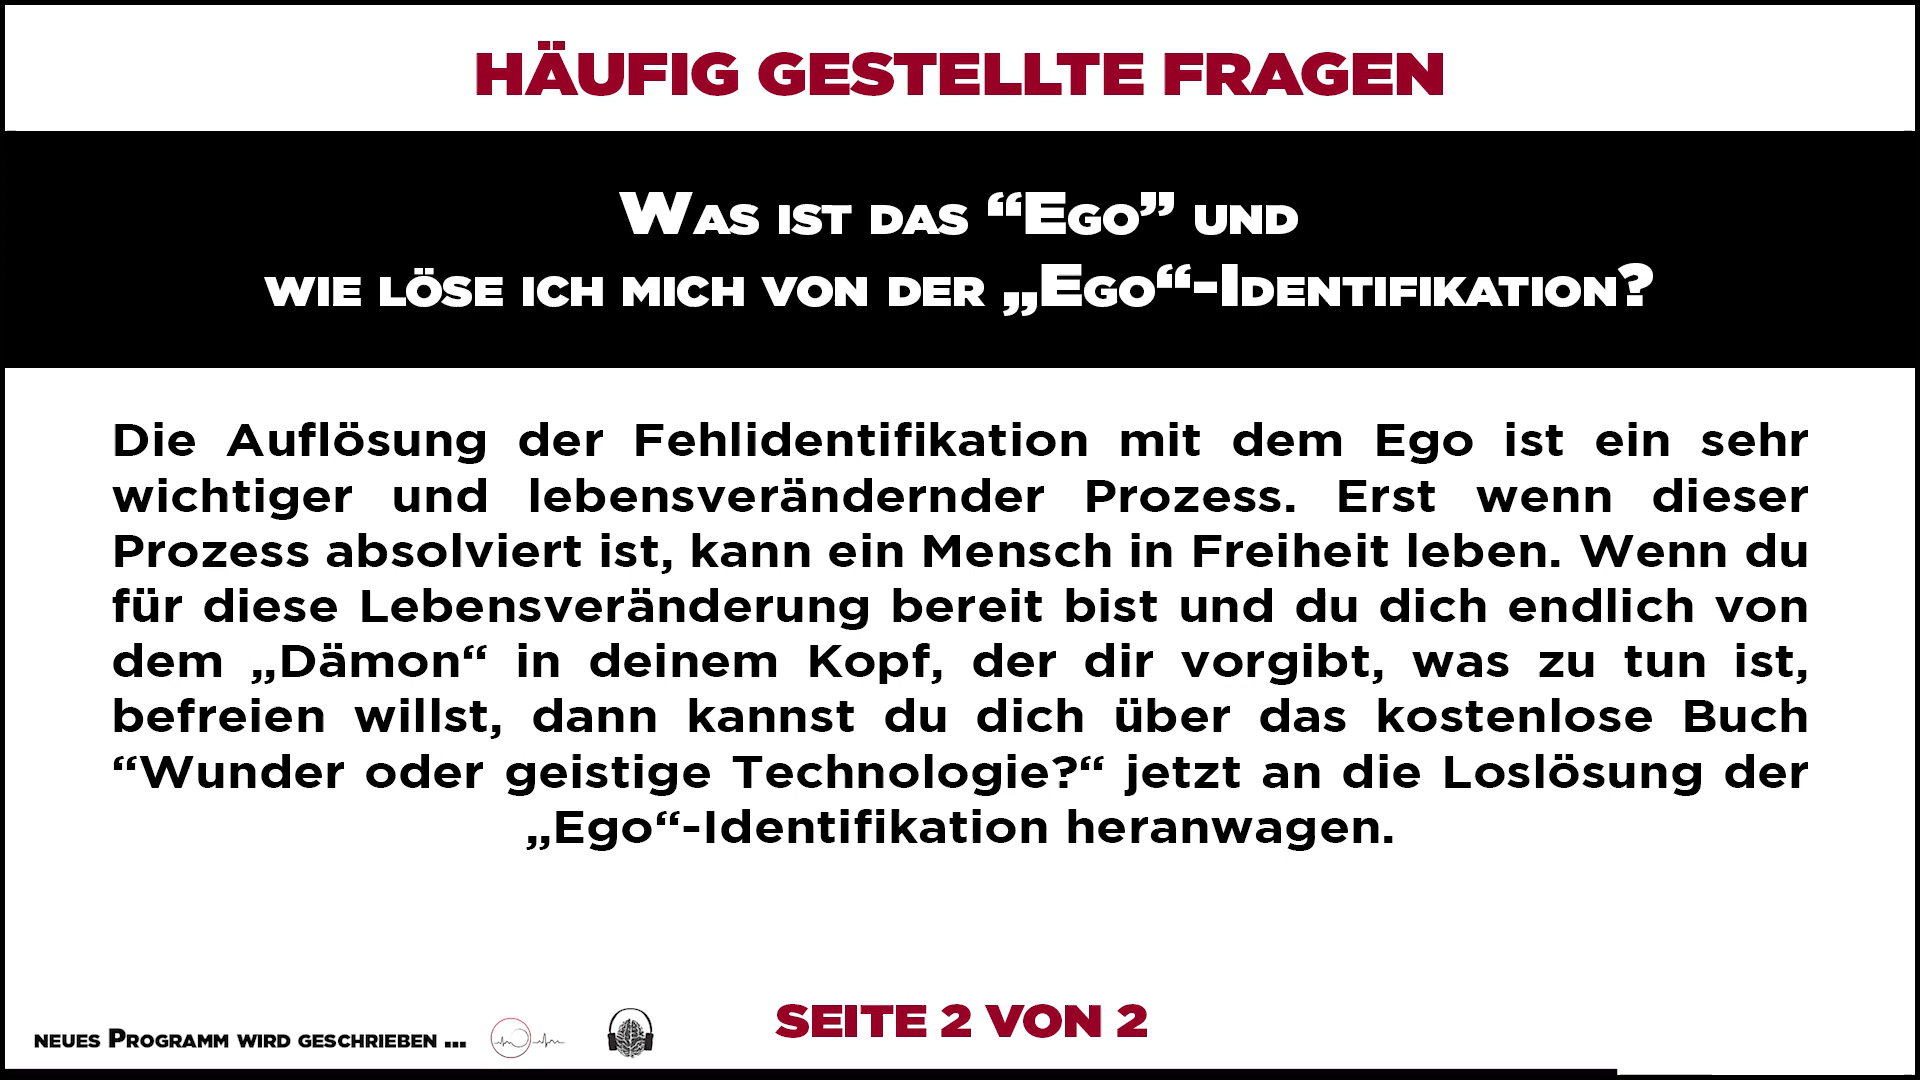 HÄUFIG GESTELLTE FRAGEN
Was ist das “Ego” und
wie löse ich mich von der „Ego“-Identifikation?
Die Auflösung der Fehlidentifikation mit dem Ego ist ein sehr
wichtiger und lebensverändernder Prozess. Erst wenn dieser
Prozess absolviert ist, kann ein Mensch in Freiheit leben. Wenn du
für diese Lebensveränderung bereit bist und du dich endlich von
dem „Dämon“ in deinem Kopf, der dir vorgibt, was zu tun ist,
befreien willst, dann kannst du dich über das kostenlose Buch
“Wunder oder geistige Technologie?“ jetzt an die Loslösung der
„Ego“-Identifikation heranwagen.
neues Programm wird geschrieben ...
SEITE 2 VON 2